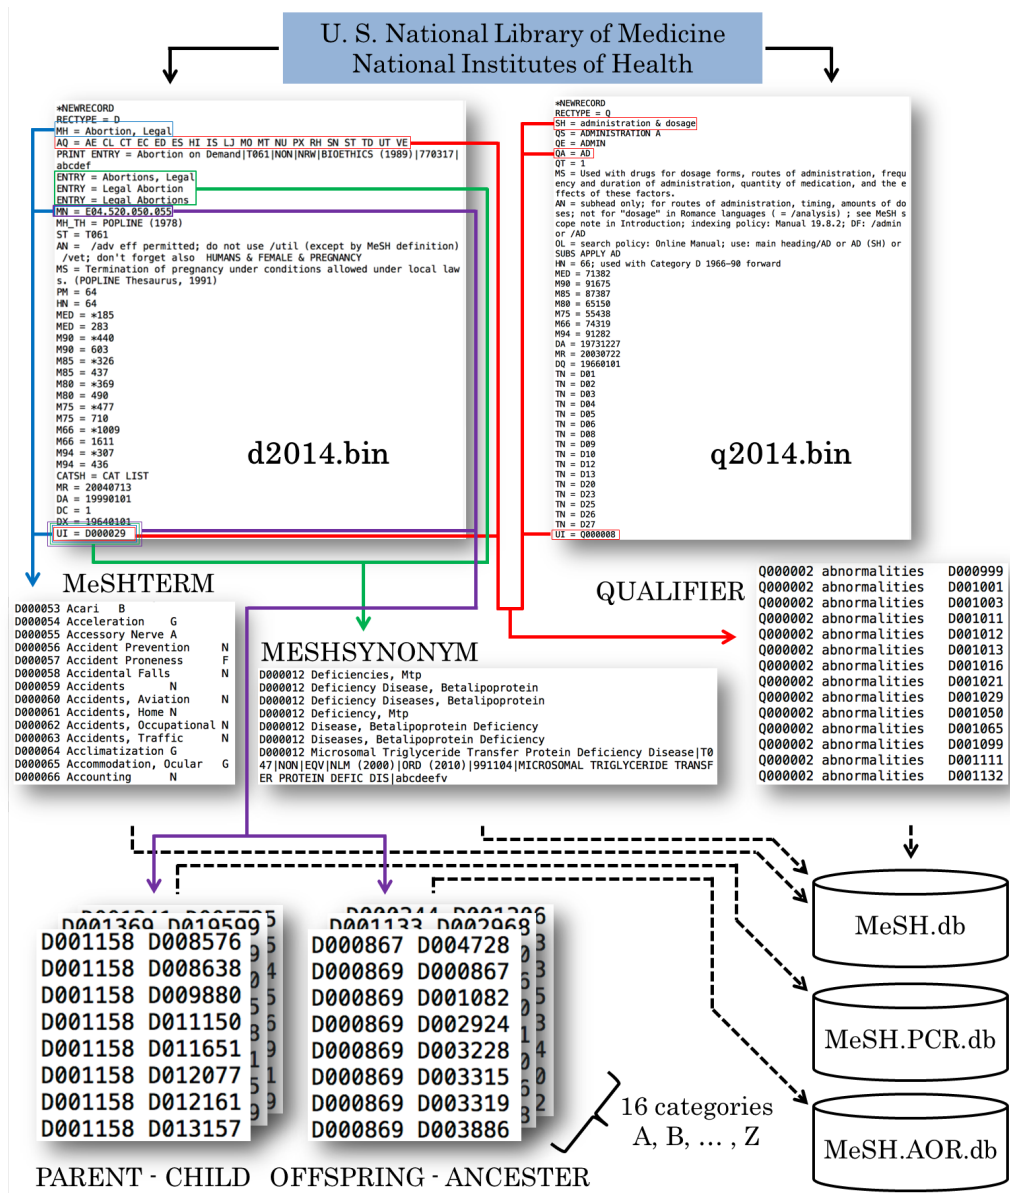 U. S. National Library of Medicine
National Institutes of Health
*NEWRECORD
RECTYPE = D
MH = Abortion, Legal
AQ = AE CL CT EC ED ES HI IS LJ MO MT NU PX RH SN ST TD UT VE
PRINT ENTRY = Abortion on Demand|T061|NON|NRW|BIOETHICS (1989)|770317|
abcdef
ENTRY = Abortions, Legal
ENTRY = Legal Abortion
ENTRY = Legal Abortions
MN = E04.520.050.055
MH_TH = POPLINE (1978)
ST = T061
AN =  /adv eff permitted; do not use /util (except by MeSH definition)
/vet; don't forget also  HUMANS & FEMALE & PREGNANCY
MS = Termination of pregnancy under conditions allowed under local law
s. (POPLINE Thesaurus, 1991)
PM = 64
HN = 64
MED = *185
MED = 283
M90 = *440
M90 = 603
M85 = *326
M85 = 437
M80 = *369
M80 = 490
M75 = *477
M75 = 710
M66 = *1009
M66 = 1611
M94 = *307
M94 = 436
CATSH = CAT LIST
MR = 20040713
DA = 19990101
DC = 1
DX = 19640101
UI = D000029
d2014.bin
*NEWRECORD
RECTYPE = Q
SH = administration & dosage
QS = ADMINISTRATION A
QE = ADMIN
QA = AD
QT = 1
MS = Used with drugs for dosage forms, routes of administration, frequ
ency and duration of administration, quantity of medication, and the e
ffects of these factors.
AN = subhead only; for routes of administration, timing, amounts of do
ses; not for "dosage" in Romance languages ( = /analysis) ; see MeSH s
cope note in Introduction; indexing policy: Manual 19.8.2; DF: /admin
or /AD
OL = search policy: Online Manual; use: main heading/AD or AD (SH) or
SUBS APPLY AD
HN = 66; used with Category D 1966-90 forward
MED = 71382
M90 = 91675
M85 = 87387
M80 = 65150
M75 = 55438
M66 = 74319
M94 = 91282
DA = 19731227
MR = 20030722
DQ = 19660101
TN = D01
TN = D02
TN = D03
TN = D04
TN = D05
TN = D06
TN = D08
TN = D09
TN = D10
TN = D12
TN = D13
TN = D20
TN = D23
TN = D25
TN = D26
TN = D27
UI = Q000008
q2014.bin
MeSHTERM
D000053 Acari   B
D000054 Acceleration    G
D000055 Accessory Nerve A
D000056 Accident Prevention     N
D000057 Accident Proneness      F
D000058 Accidental Falls        N
D000059 Accidents       N
D000060 Accidents, Aviation     N
D000061 Accidents, Home N
D000062 Accidents, Occupational N
D000063 Accidents, Traffic      N
D000064 Acclimatization G
D000065 Accommodation, Ocular   G
D000066 Accounting      N
MESHSYNONYM
D000012 Deficiencies, Mtp
D000012 Deficiency Disease, Betalipoprotein
D000012 Deficiency Diseases, Betalipoprotein
D000012 Deficiency, Mtp
D000012 Disease, Betalipoprotein Deficiency
D000012 Diseases, Betalipoprotein Deficiency
D000012 Microsomal Triglyceride Transfer Protein Deficiency Disease|T0
47|NON|EQV|NLM (2000)|ORD (2010)|991104|MICROSOMAL TRIGLYCERIDE TRANSF
ER PROTEIN DEFIC DIS|abcdeefv
QUALIFIER
Q000002 abnormalities   D000999
Q000002 abnormalities   D001001
Q000002 abnormalities   D001003
Q000002 abnormalities   D001011
Q000002 abnormalities   D001012
Q000002 abnormalities   D001013
Q000002 abnormalities   D001016
Q000002 abnormalities   D001021
Q000002 abnormalities   D001029
Q000002 abnormalities   D001050
Q000002 abnormalities   D001065
Q000002 abnormalities   D001099
Q000002 abnormalities   D001111
Q000002 abnormalities   D001132
D001369 D019599
D001158 D008576
D001158 D008638
D001158 D009880
D001158 D011150
D001158 D011651
D001158 D012077
D001158 D012161
D001158 D013157
PARENT - CHILD
D001133 D002968
D000867 D004728
D000869 D000867
D000869 D001082
D000869 D002924
D000869 D003228
D000869 D003315
D000869 D003319
D000869 D003886
OFFSPRING - ANCESTER
16 categories
A, B, ... , Z
MeSH.db
MeSH.PCR.db
MeSH.AOR.db